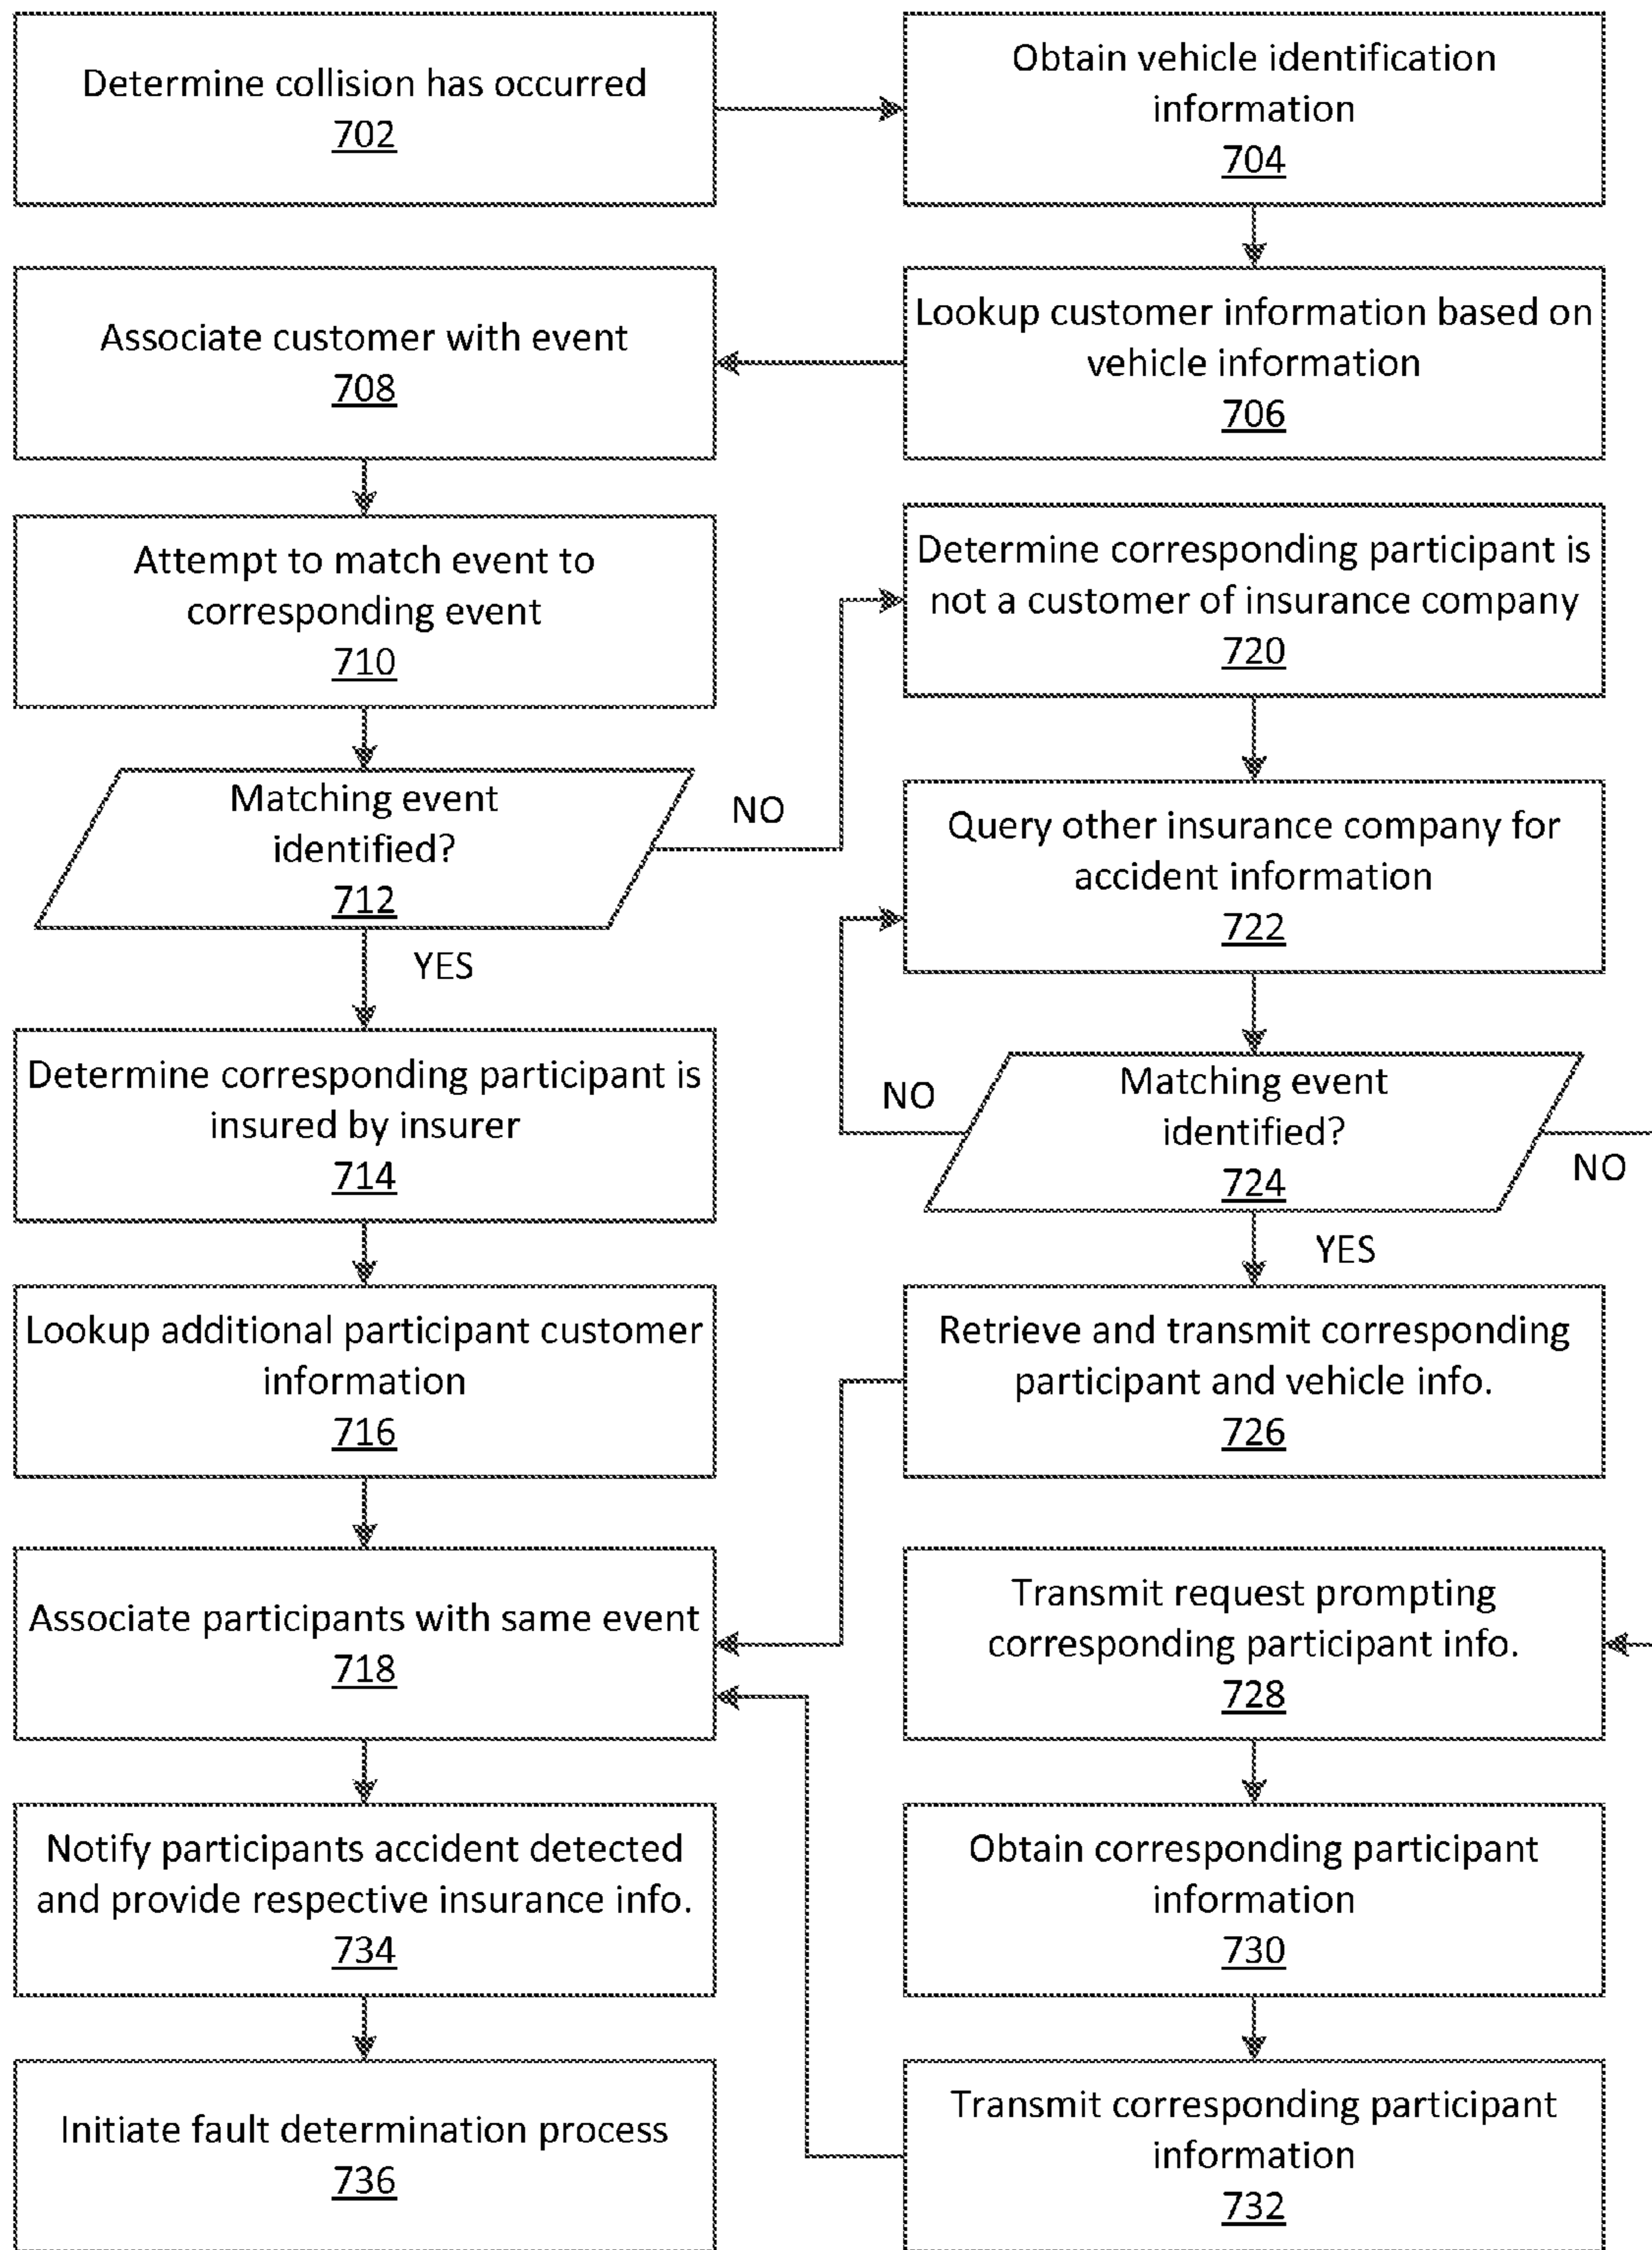 Determine collision has occurred
702
Obtain vehicle identification
information
704
Lookup customer information based on
vehicle information
706
Associate customer with event
708
Attempt to match event to
corresponding event
710
Matching event
identified?
712
NO
YES
Determine corresponding participant is
insured by insurer
714
Lookup additional participant customer
information
716
Associate participants with same event
718
Determine corresponding participant is
not a customer of insurance company
720
Query other insurance company for
accident information
722
Matching event
identified?
724
NO
NO
YES
Retrieve and transmit corresponding
participant and vehicle info.
726
Transmit request prompting
corresponding participant info.
728
Obtain corresponding participant
information
730
Transmit corresponding participant
information
732
Notify participants accident detected
and provide respective insurance info.
734
Initiate fault determination process
736